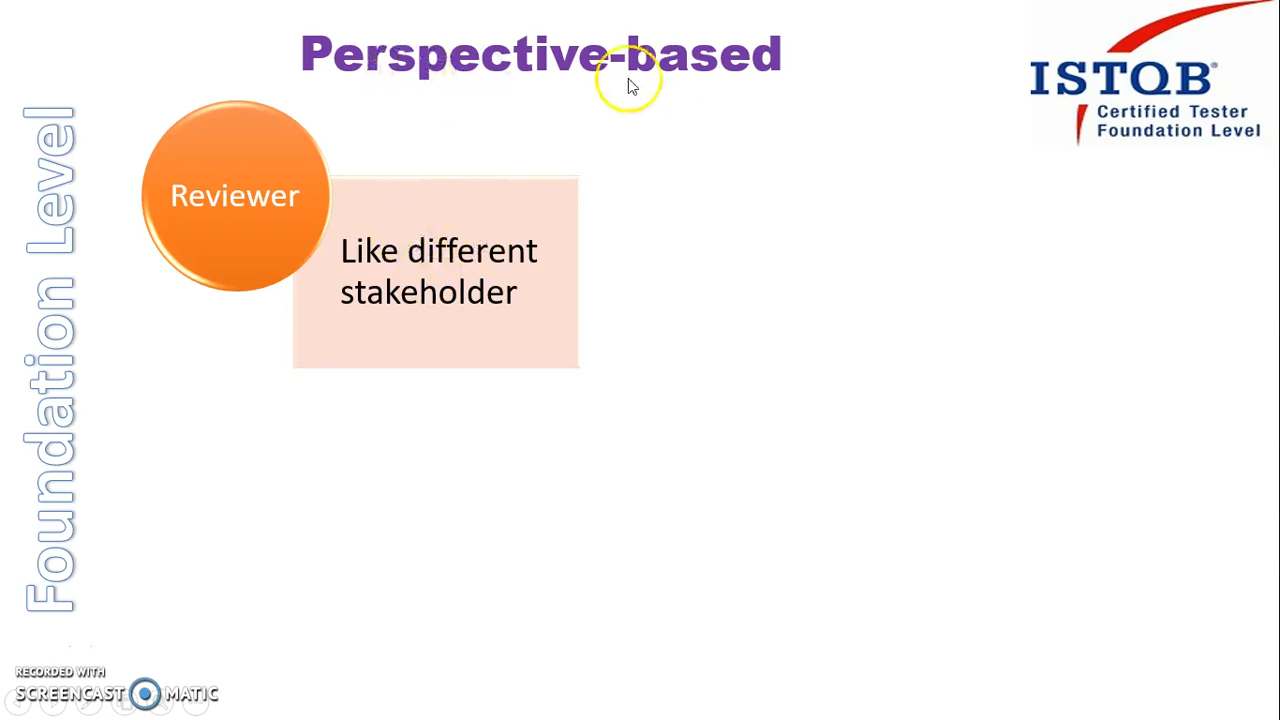 Perspective-based
ISTQB®
Certified Tester
Foundation Level
Foundation Level
Reviewer
Like different
stakeholder
RECORDED WITH
SCREENCAST MATIC